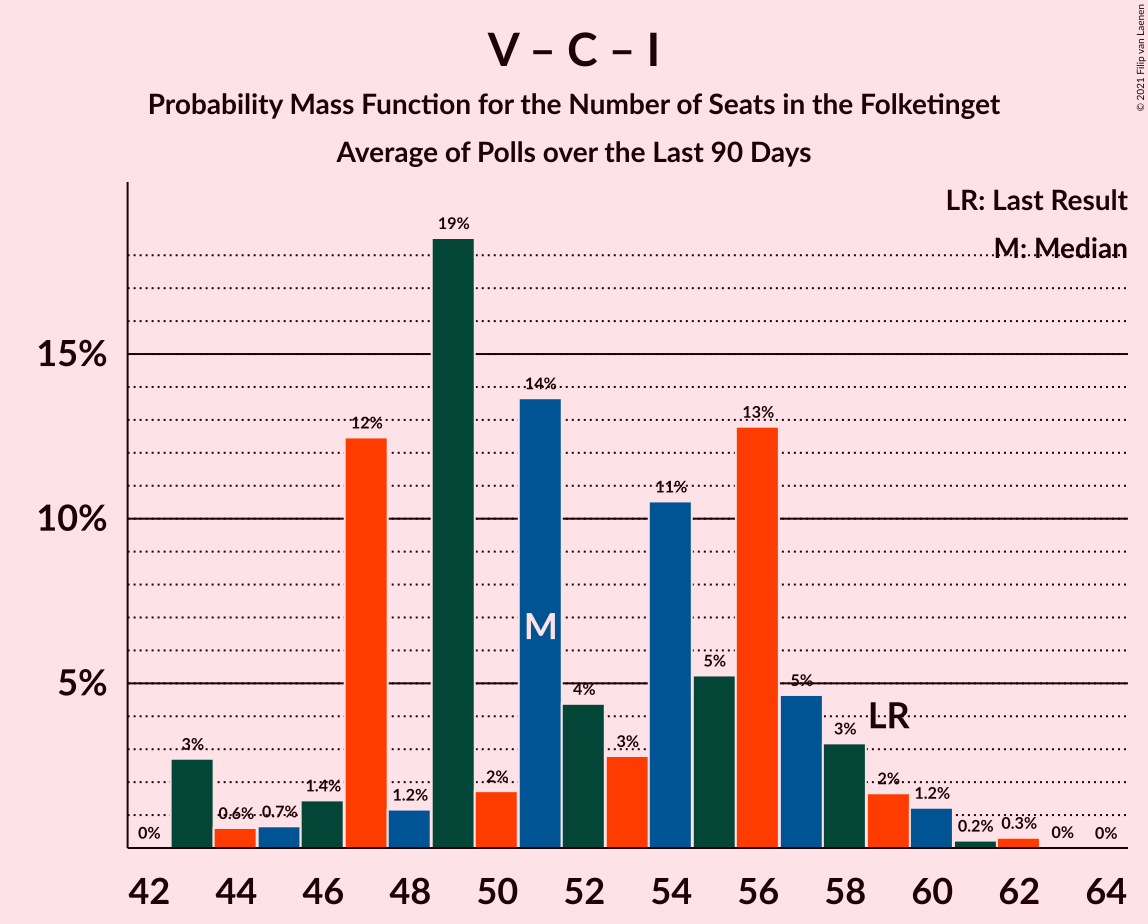 V – C – I
Probability Mass Function for the Number of Seats in the Folketinget
Average of Polls over the Last 90 Days
© 2021 Filip van Laenen
LR: Last Result
M: Median
15%
10%
5%
0%
3%
0.6%
0.7%
1.4%
12%
1.2%
19%
2%
14%
4%
3%
11%
5%
13%
5%
3%
2%
1.2%
0.2%
0.3%
0%
0%
M
LR
42 44 46 48 50 52 54 56 58 60 62 64